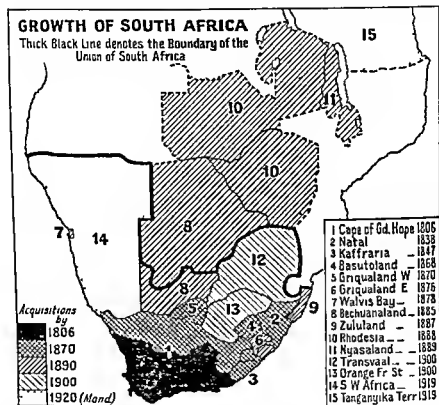 GROWTH OF SOUTH AFRICA
Thick Black Line denotes the Boundary of the
Union of South Africa
15
11
10
10
7
14
8
12
8
13
5
4
2
9
6
1
3
Acquisitions
by
1806
1870
1890
1900
1920 (Mand)
1 Cape of Gd. Hope 1806
2 Natal 1838
3 Kaffraria 1847
4 Basutoland 1868
5 Griqualand W 1870
6 Griqualand E 1876
7 Walvis Bay 1878
8 Bechuanaland 1885
9 Zululand 1887
10 Rhodesia 1888
11 Nyasaland 1889
12 Transvaal 1900
13 Orange Fr St 1900
14 S W Africa 1919
15 Tanganyika Terr 1919